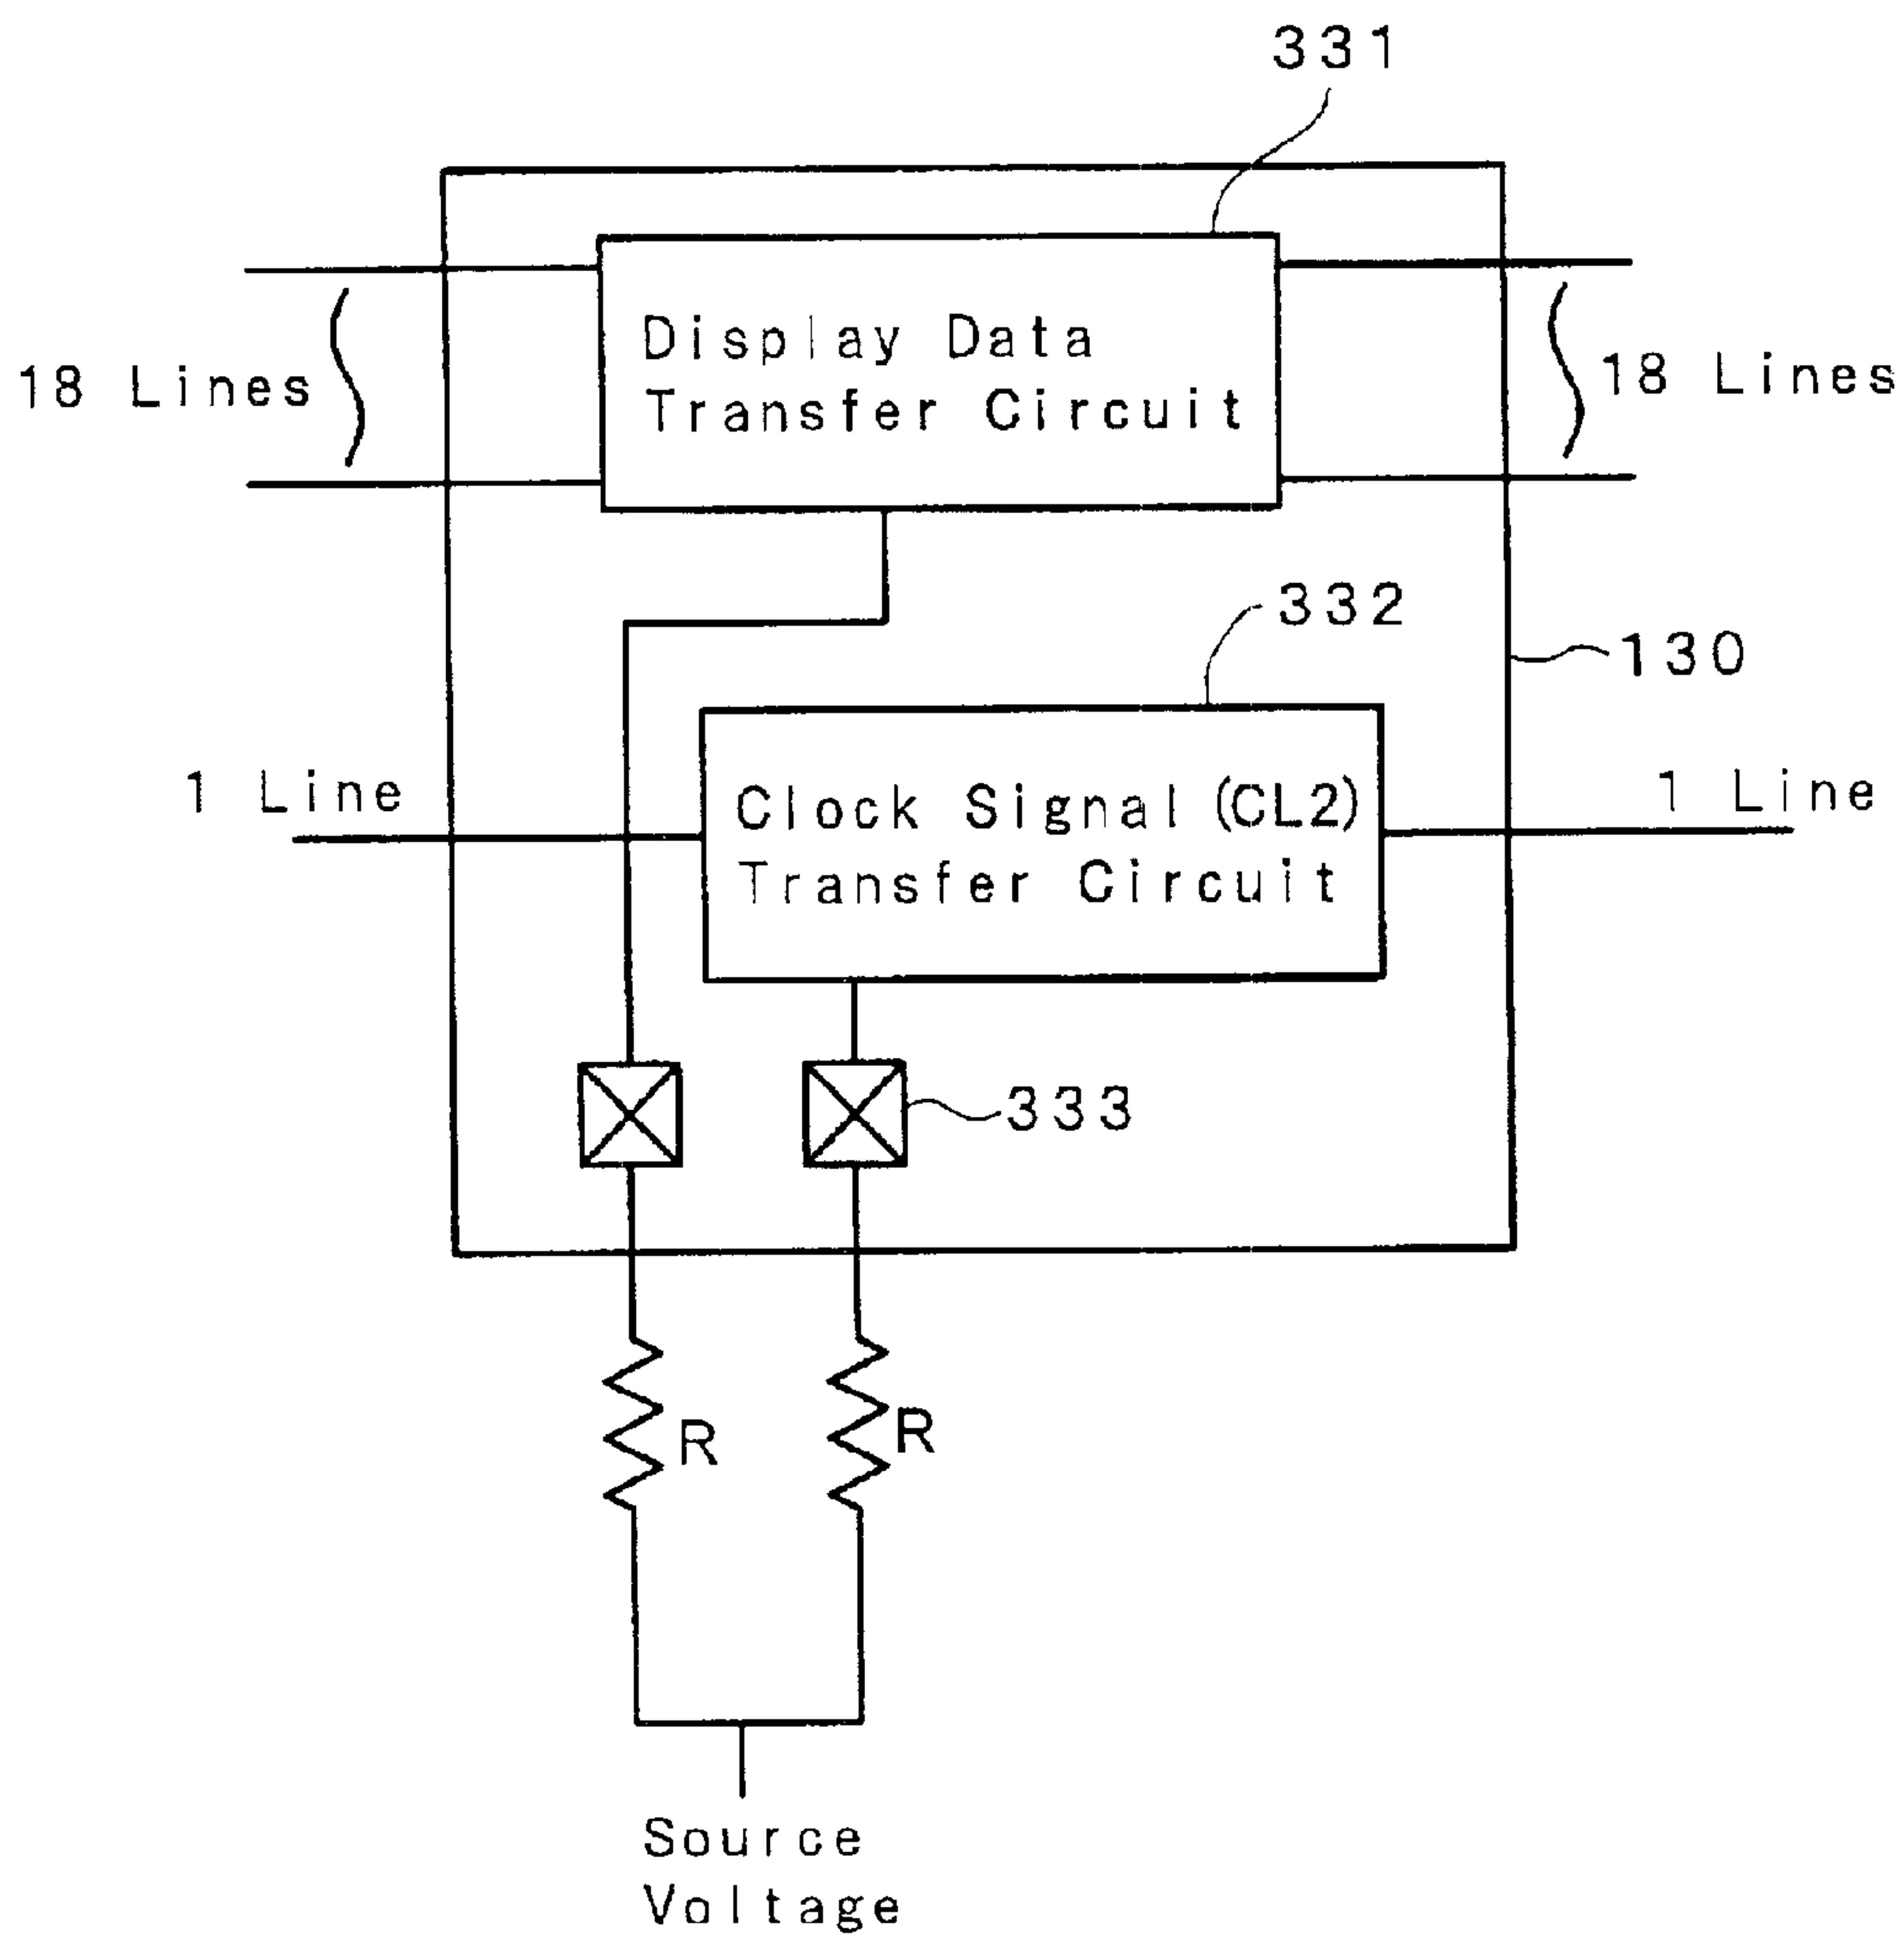 331
Display Data
Transfer Circuit
18 Lines
18 Lines
332
130
1 Line
Clock Signal (CL2)
Transfer Circuit
1 Line
333
R
R
Source
Voltage